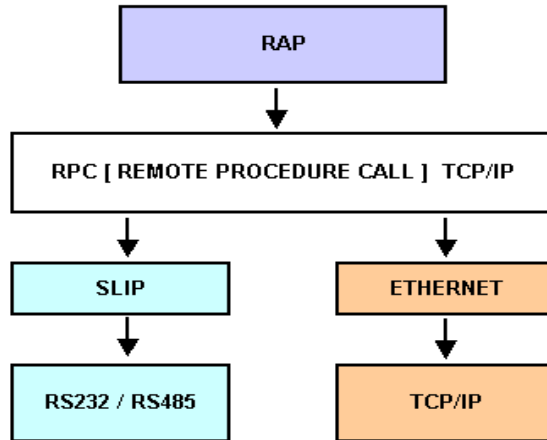 RAP
RPC [ REMOTE PROCEDURE CALL ] TCP/IP
SLIP
ETHERNET
RS232 / RS485
TCP/IP